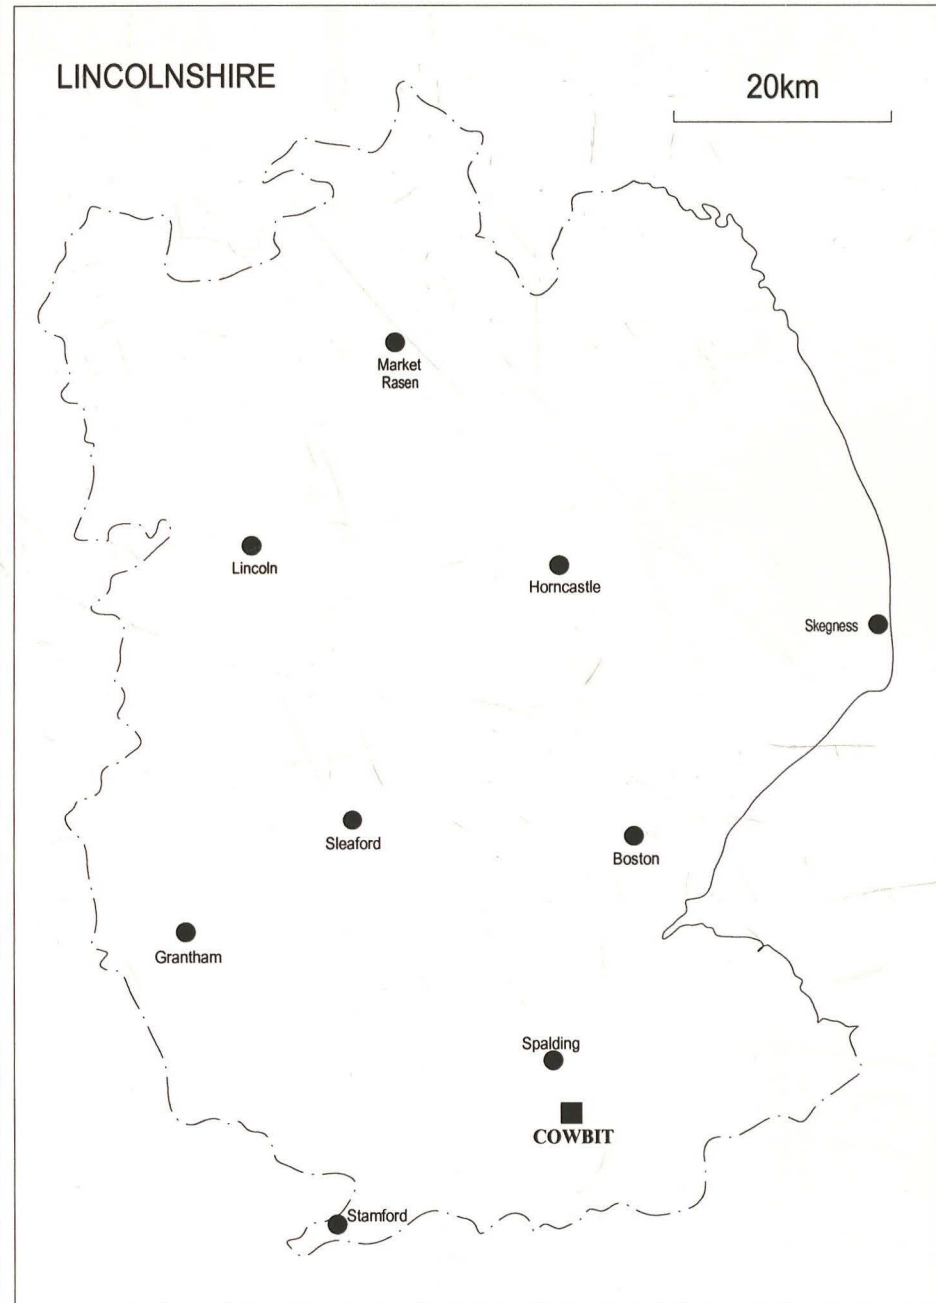 LINCOLNSHIRE
20km
Market
Rasen
Lincoln
Horncastle
Skegness
Sleaford
Boston
Grantham
Spalding
COWBIT
Stamford